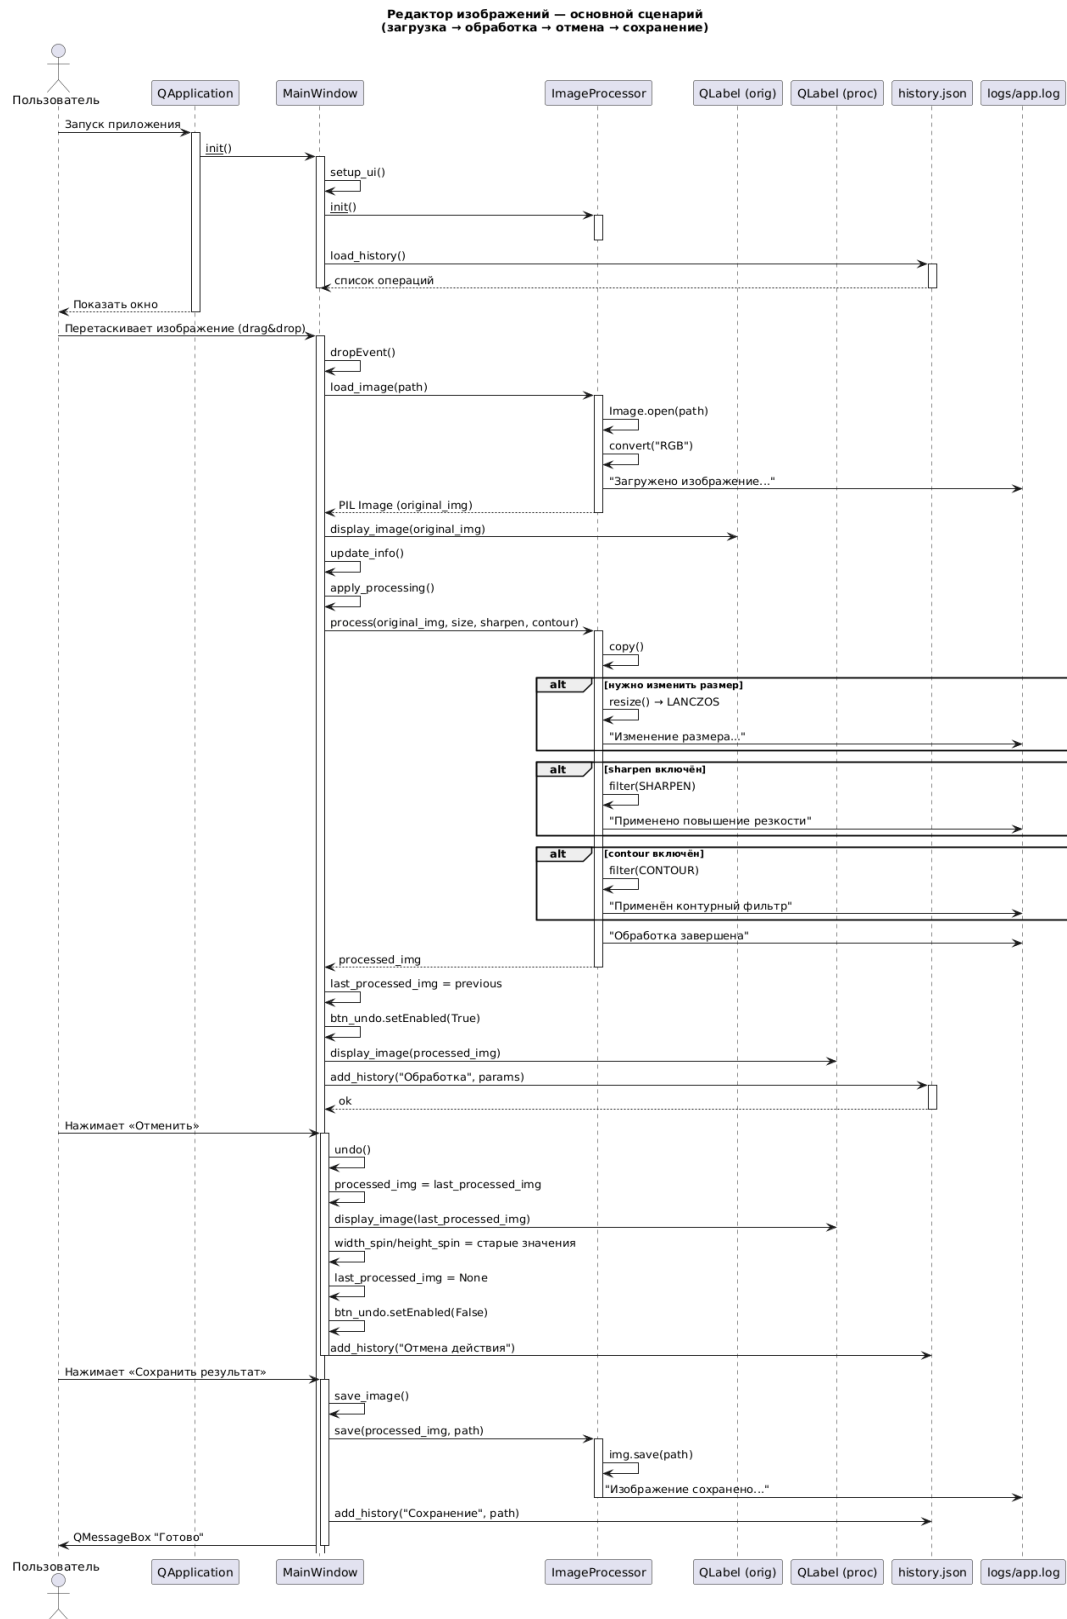 Редактор изображений — основной сценарий
(загрузка → обработка → отмена → сохранение)
Пользователь
QApplication
MainWindow
ImageProcessor
QLabel (orig)
QLabel (proc)
history.json
logs/app.log
Запуск приложения
init()
setup_ui()
init()
load_history()
список операций
Показать окно
Перетаскивает изображение (drag&drop)
dropEvent()
load_image(path)
Image.open(path)
convert("RGB")
"Загружено изображение..."
PIL Image (original_img)
display_image(original_img)
update_info()
apply_processing()
process(original_img, size, sharpen, contour)
copy()
alt [нужно изменить размер]
resize() → LANCZOS
"Изменение размера..."
alt [sharpen включён]
filter(SHARPEN)
"Применено повышение резкости"
alt [contour включён]
filter(CONTOUR)
"Применён контурный фильтр"
"Обработка завершена"
processed_img
last_processed_img = previous
btn_undo.setEnabled(True)
display_image(processed_img)
add_history("Обработка", params)
ok
Нажимает «Отменить»
undo()
processed_img = last_processed_img
display_image(last_processed_img)
width_spin/height_spin = старые значения
last_processed_img = None
btn_undo.setEnabled(False)
add_history("Отмена действия")
Нажимает «Сохранить результат»
save_image()
save(processed_img, path)
img.save(path)
"Изображение сохранено..."
add_history("Сохранение", path)
QMessageBox "Готово"
Пользователь
QApplication
MainWindow
ImageProcessor
QLabel (orig)
QLabel (proc)
history.json
logs/app.log